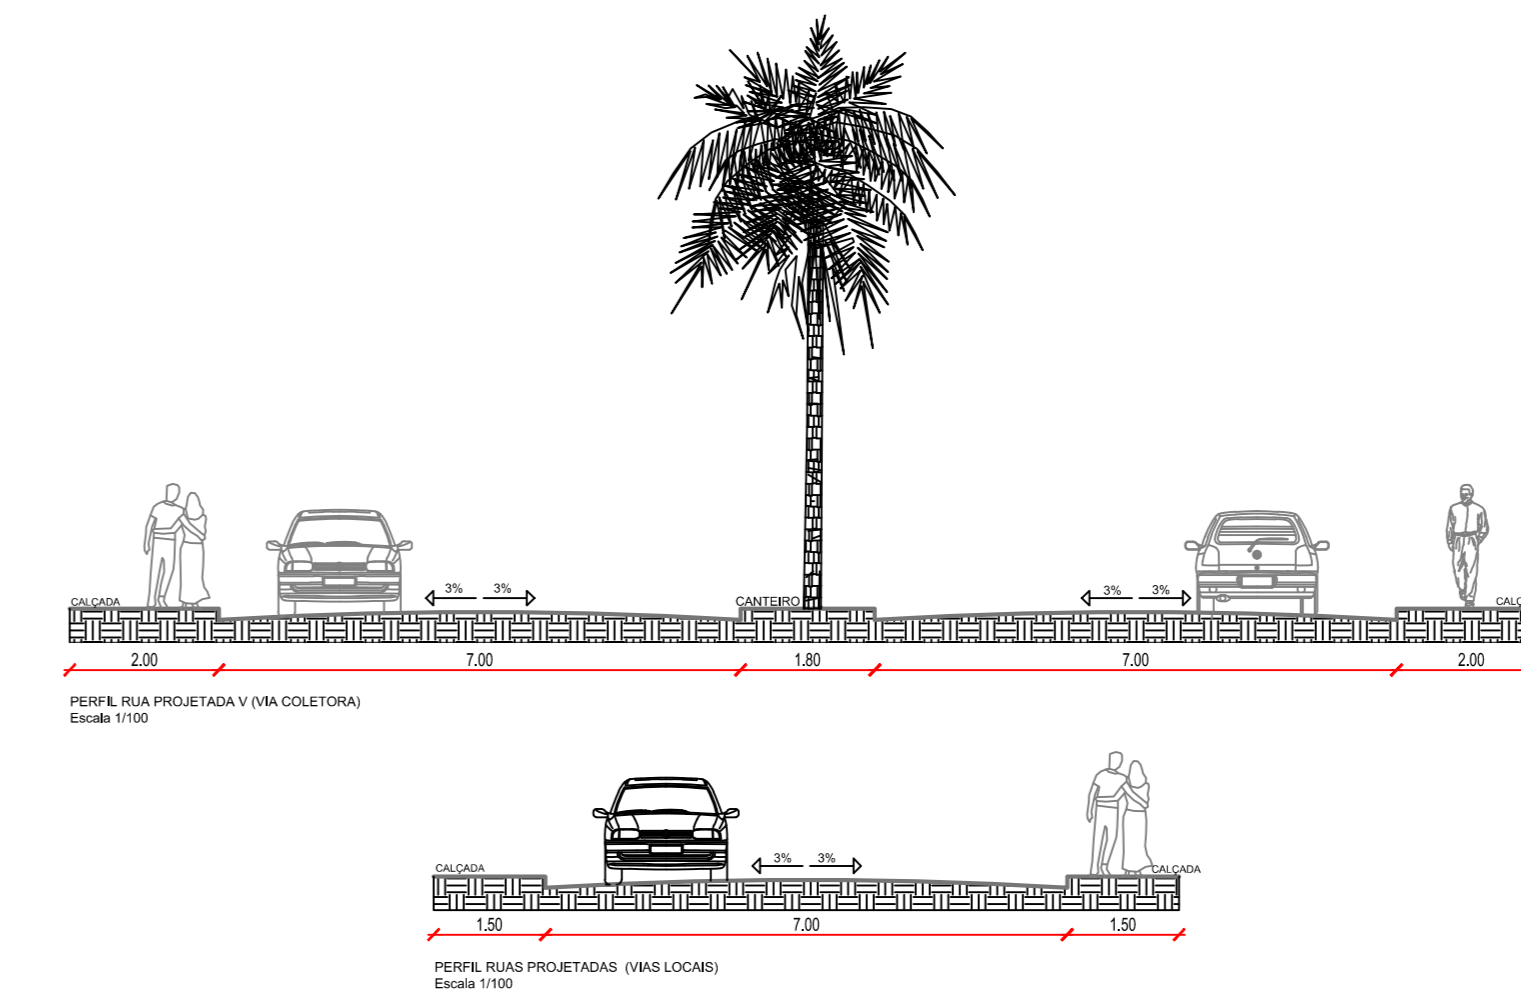 3% 3%
3% 3%
CALÇADA
CANTEIRO
CALÇ
2.00 7.00 1.80 7.00 2.00
PERFIL RUA PROJETADA V (VIA COLETORA)
Escala 1/100
3% 3%
CALÇADA
CALÇADA
1.50 7.00 1.50
PERFIL RUAS PROJETADAS (VIAS LOCAIS)
Escala 1/100